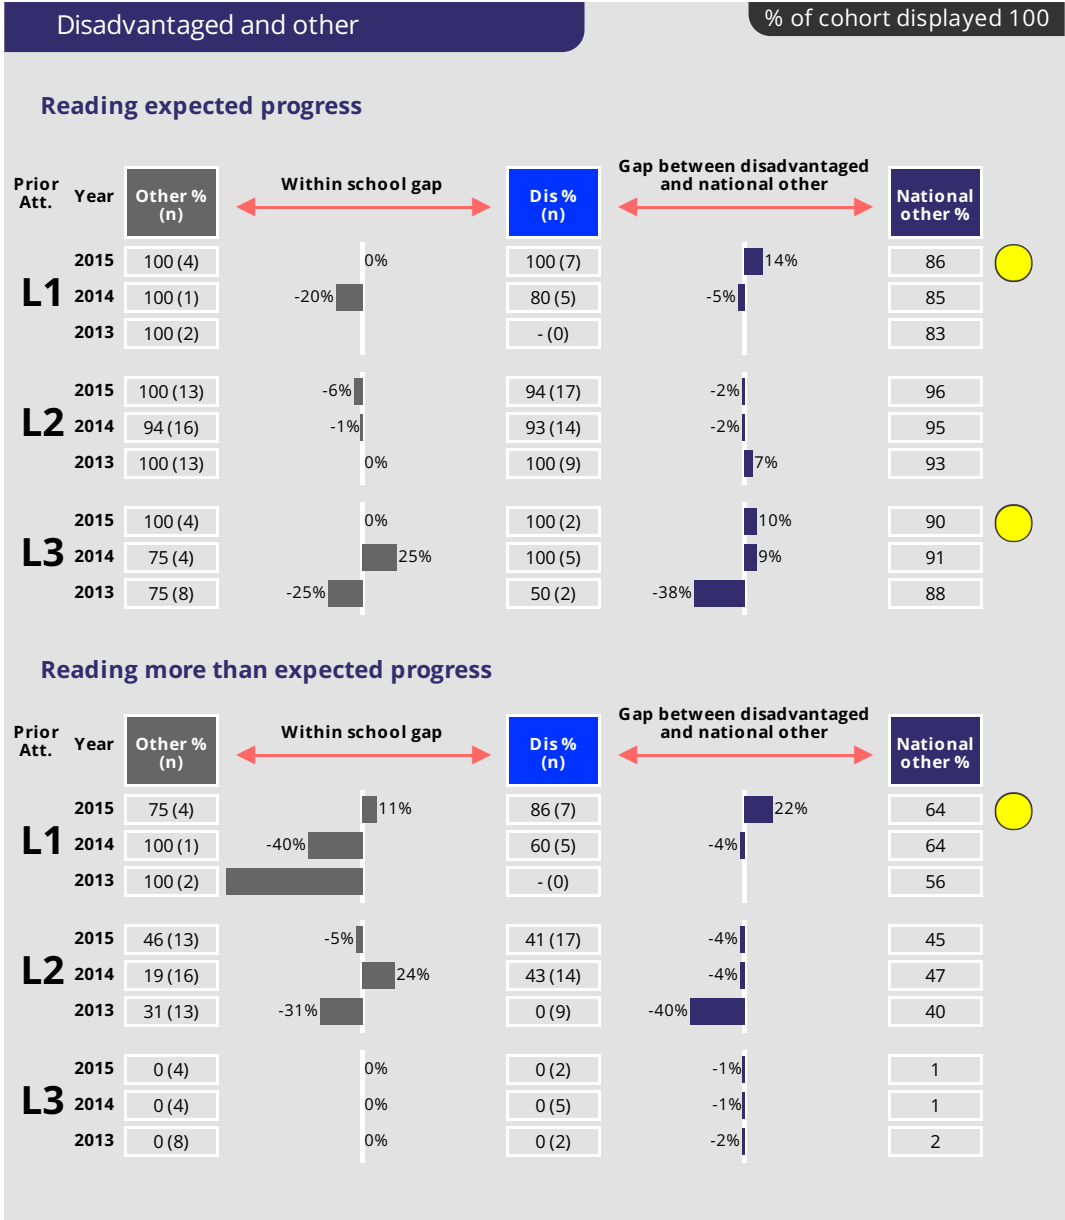 Disadvantaged and other
% of cohort displayed 100
Reading expected progress
Prior Att. Year Other % (n) Within school gap Dis % (n) Gap between disadvantaged and national other National other %
L1
2015 100 (4) 0% 100 (7) 14% 86
2014 100 (1) -20% 80 (5) -5% 85
2013 100 (2) - (0) 83
L2
2015 100 (13) -6% 94 (17) -2% 96
2014 94 (16) -1% 93 (14) -2% 95
2013 100 (13) 0% 100 (9) 7% 93
L3
2015 100 (4) 0% 100 (2) 10% 90
2014 75 (4) 25% 100 (5) 9% 91
2013 75 (8) -25% 50 (2) -38% 88
Reading more than expected progress
Prior Att. Year Other % (n) Within school gap Dis % (n) Gap between disadvantaged and national other National other %
L1
2015 75 (4) 11% 86 (7) 22% 64
2014 100 (1) -40% 60 (5) -4% 64
2013 100 (2) - (0) 56
L2
2015 46 (13) -5% 41 (17) -4% 45
2014 19 (16) 24% 43 (14) -4% 47
2013 31 (13) -31% 0 (9) -40% 40
L3
2015 0 (4) 0% 0 (2) -1% 1
2014 0 (4) 0% 0 (5) -1% 1
2013 0 (8) 0% 0 (2) -2% 2